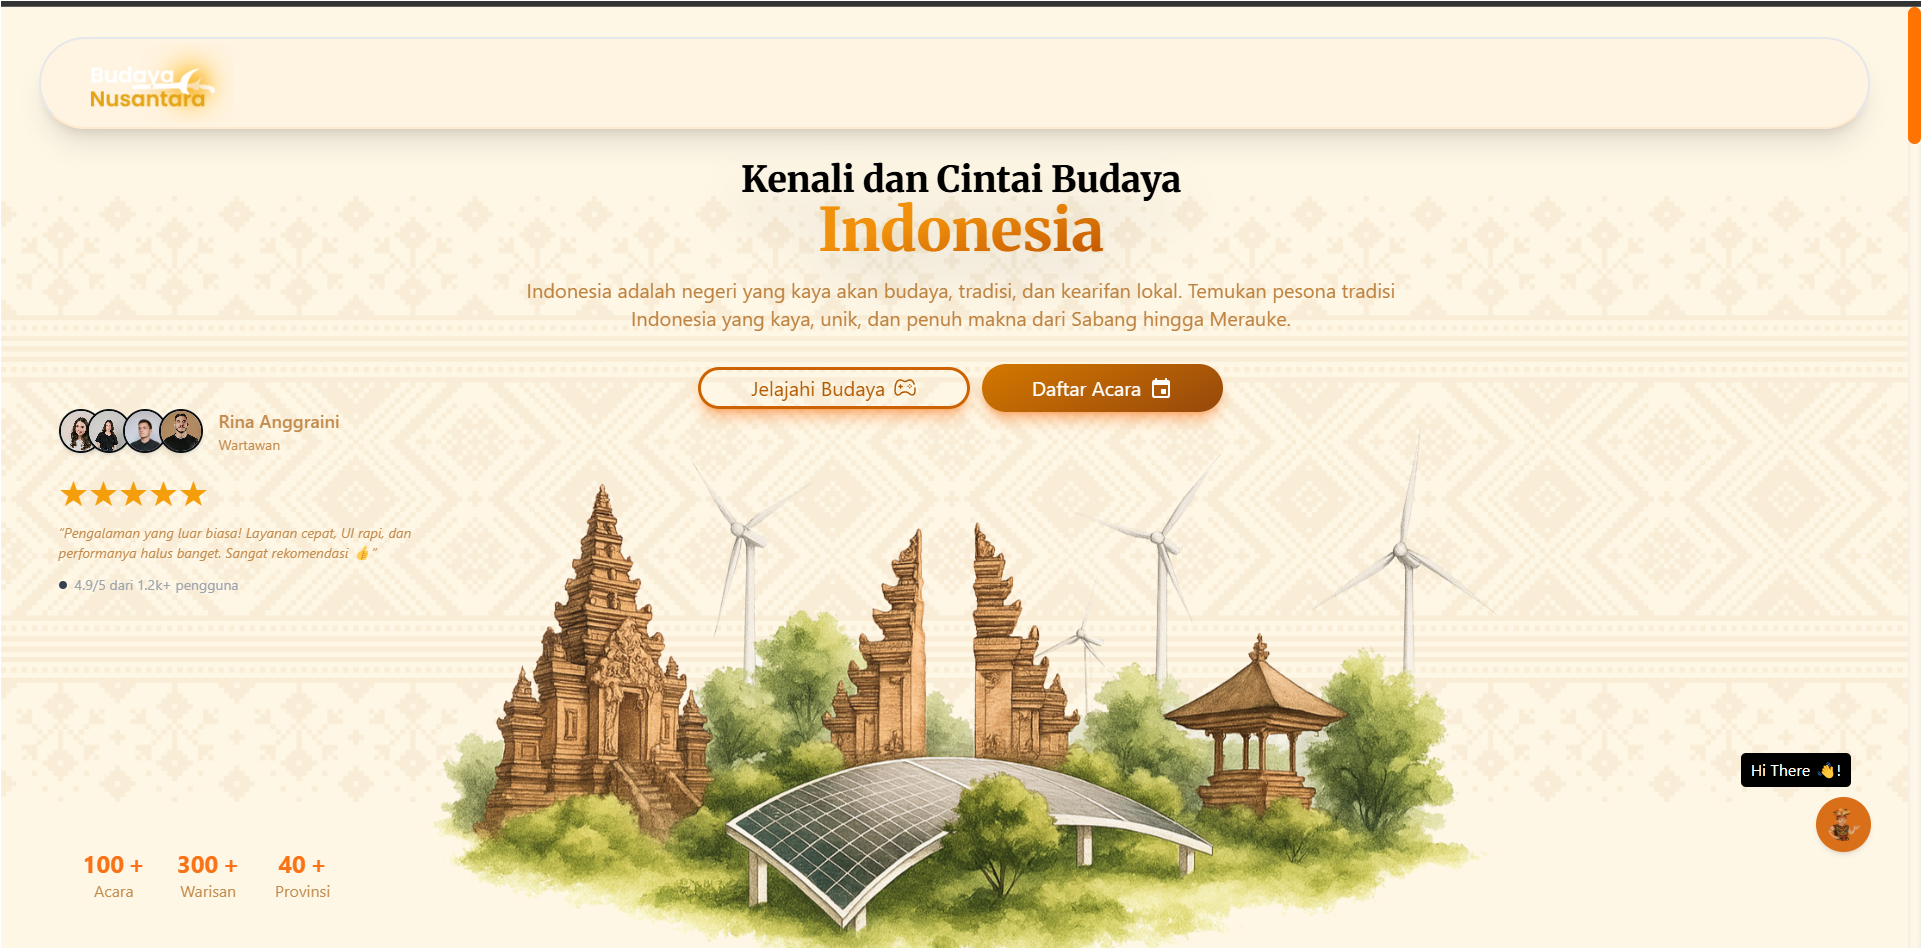 Budaya
Nusantara
Kenali dan Cintai Budaya
Indonesia
Indonesia adalah negeri yang kaya akan budaya, tradisi, dan kearifan lokal. Temukan pesona tradisi
Indonesia yang kaya, unik, dan penuh makna dari Sabang hingga Merauke.
Jelajahi Budaya
Daftar Acara
Rina Anggraini
Wartawan
★★★★★
“Pengalaman yang luar biasa! Layanan cepat, UI rapi, dan
performanya halus banget. Sangat rekomendasi 👍”
4.9/5 dari 1.2k+ pengguna
Hi There 👋!
100 +
Acara
300 +
Warisan
40 +
Provinsi